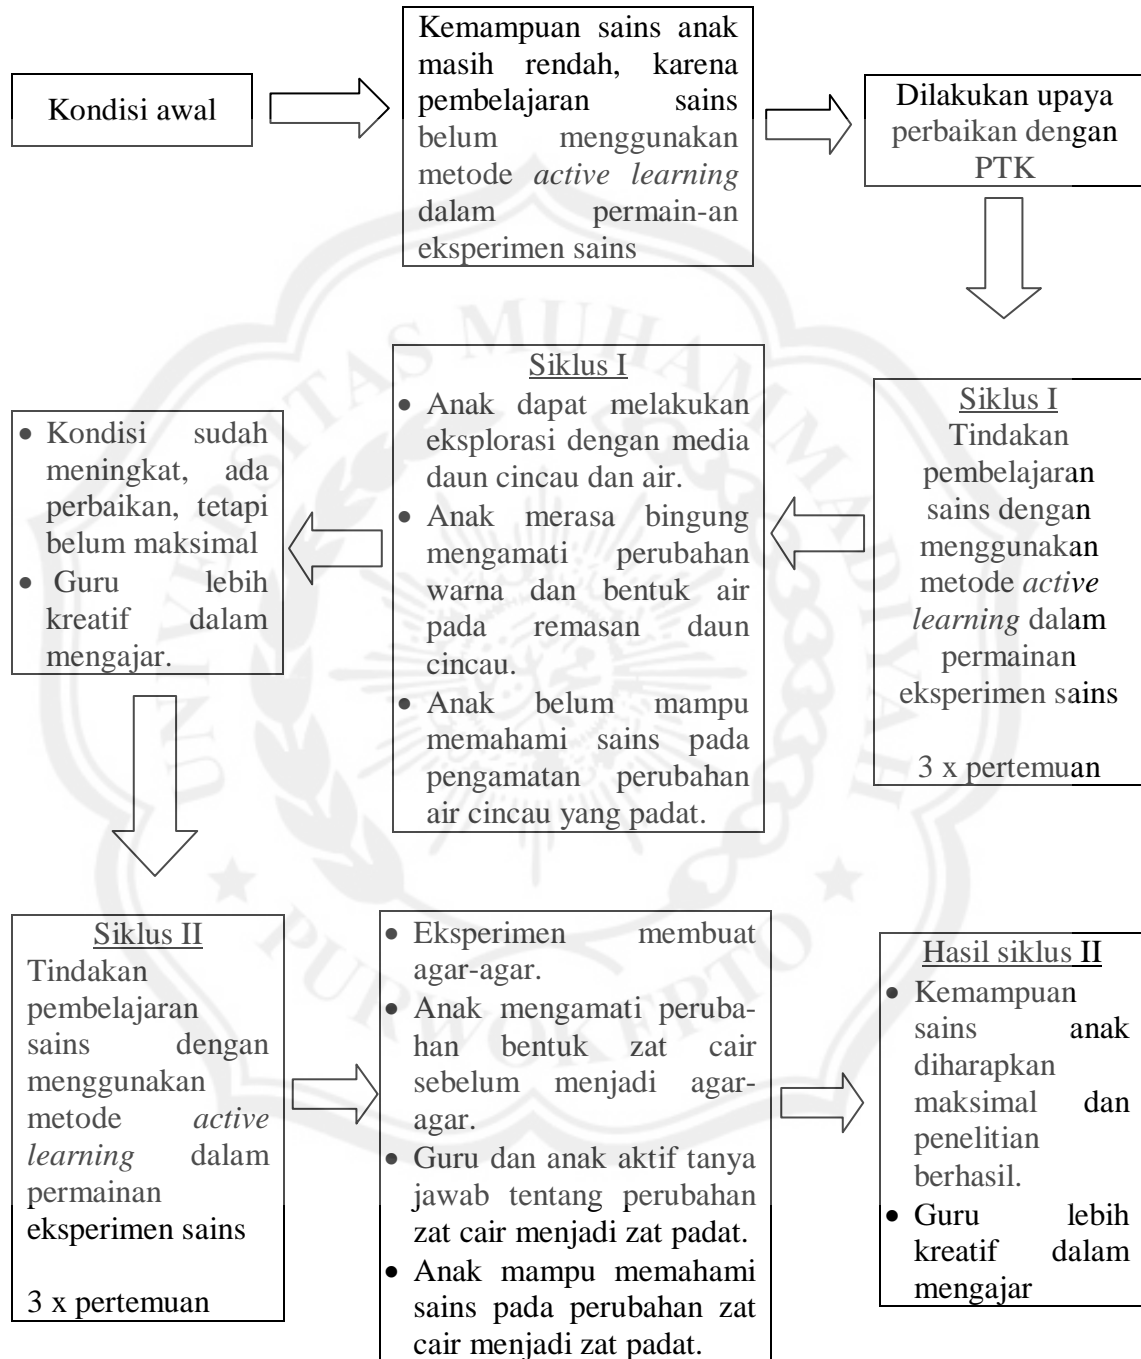 Kondisi awal
Kemampuan sains anak
masih rendah, karena
pembelajaran sains
belum menggunakan
metode active learning
dalam permain-an
eksperimen sains
Dilakukan upaya
perbaikan dengan
PTK
Siklus I
Tindakan
pembelajaran
sains dengan
menggunakan
metode active
learning dalam
permainan
eksperimen sains
3 x pertemuan
Siklus I
• Anak dapat melakukan
eksplorasi dengan media
daun cincau dan air.
• Anak merasa bingung
mengamati perubahan
warna dan bentuk air
pada remasan daun
cincau.
• Anak belum mampu
memahami sains pada
pengamatan perubahan
air cincau yang padat.
• Kondisi sudah
meningkat, ada
perbaikan, tetapi
belum maksimal
• Guru lebih
kreatif dalam
mengajar.
Siklus II
Tindakan
pembelajaran
sains dengan
menggunakan
metode active
learning dalam
permainan
eksperimen sains
3 x pertemuan
• Eksperimen membuat
agar-agar.
• Anak mengamati peruba-
han bentuk zat cair
sebelum menjadi agar-
agar.
• Guru dan anak aktif tanya
jawab tentang perubahan
zat cair menjadi zat padat.
• Anak mampu memahami
sains pada perubahan zat
cair menjadi zat padat.
Hasil siklus II
• Kemampuan
sains anak
diharapkan
maksimal dan
penelitian
berhasil.
• Guru lebih
kreatif dalam
mengajar
UNIVERSITAS MUHAMMADIYAH
PURWOKERTO